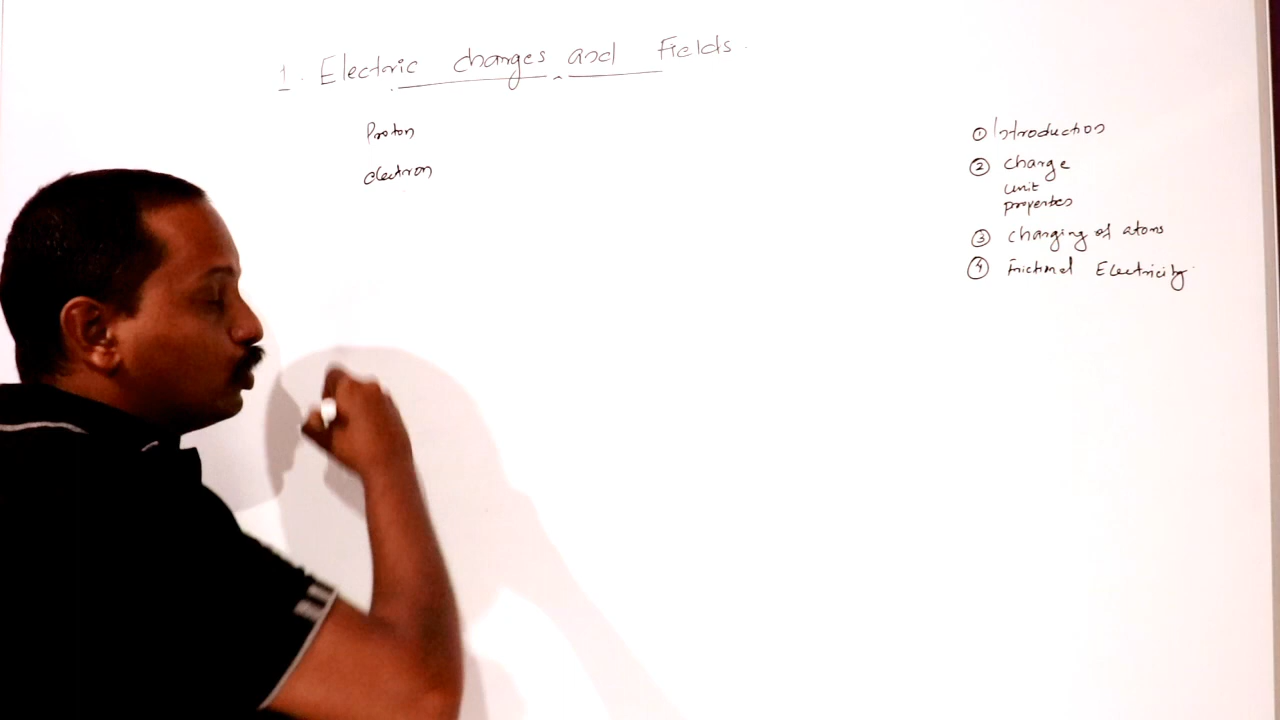 1. Electric charges and Fields.
Proton
electron
① Introduction
② charge
unit
properties
③ charging of atoms
④ Frictional Electricity.